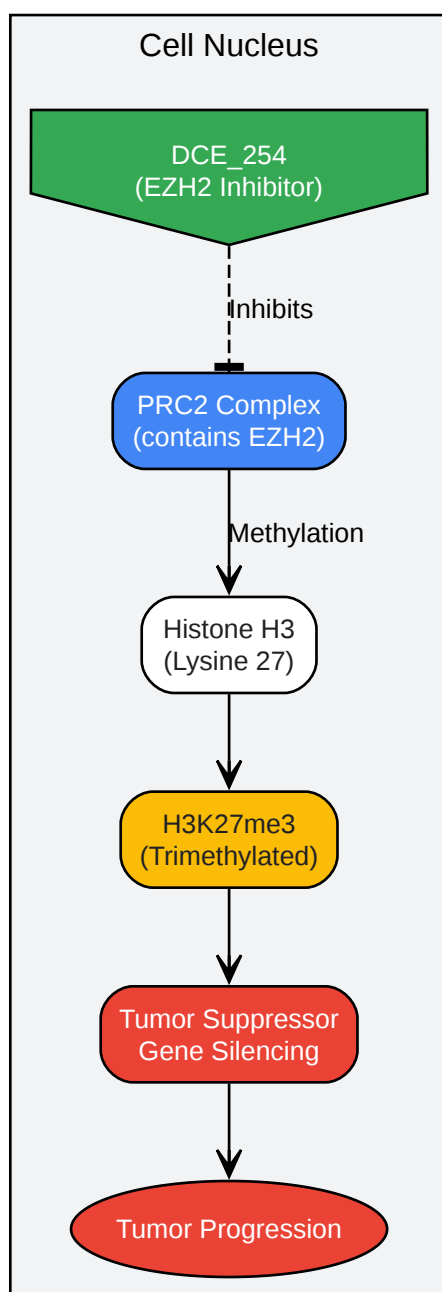 Cell Nucleus
DCE_254
(EZH2 Inhibitor)
Inhibits
PRC2 Complex
(contains EZH2)
Methylation
Histone H3
(Lysine 27)
H3K27me3
(Trimethylated)
Tumor Suppressor
Gene Silencing
Tumor Progression